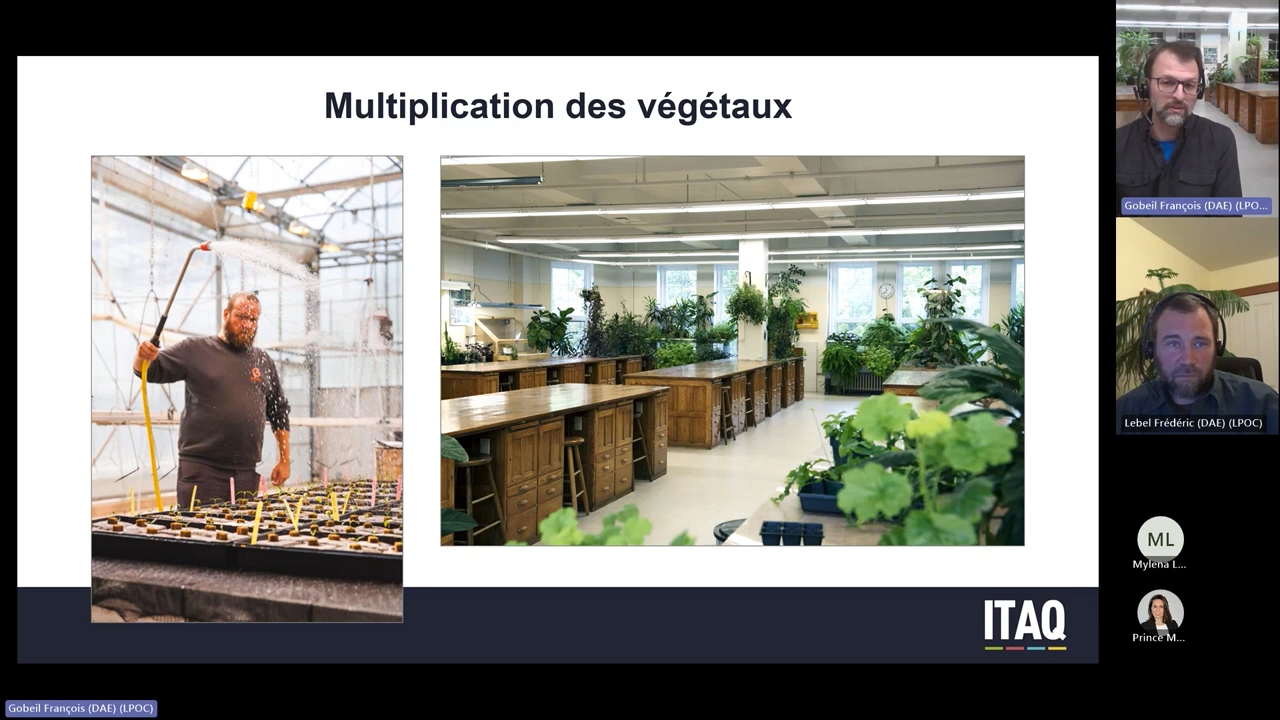 Multiplication des végétaux
ITAQ
Gobeil François (DAE) (LPO...
Lebel Frédéric (DAE) (LPOC)
ML
Mylena L...
Prince M...
Gobeil François (DAE) (LPOC)